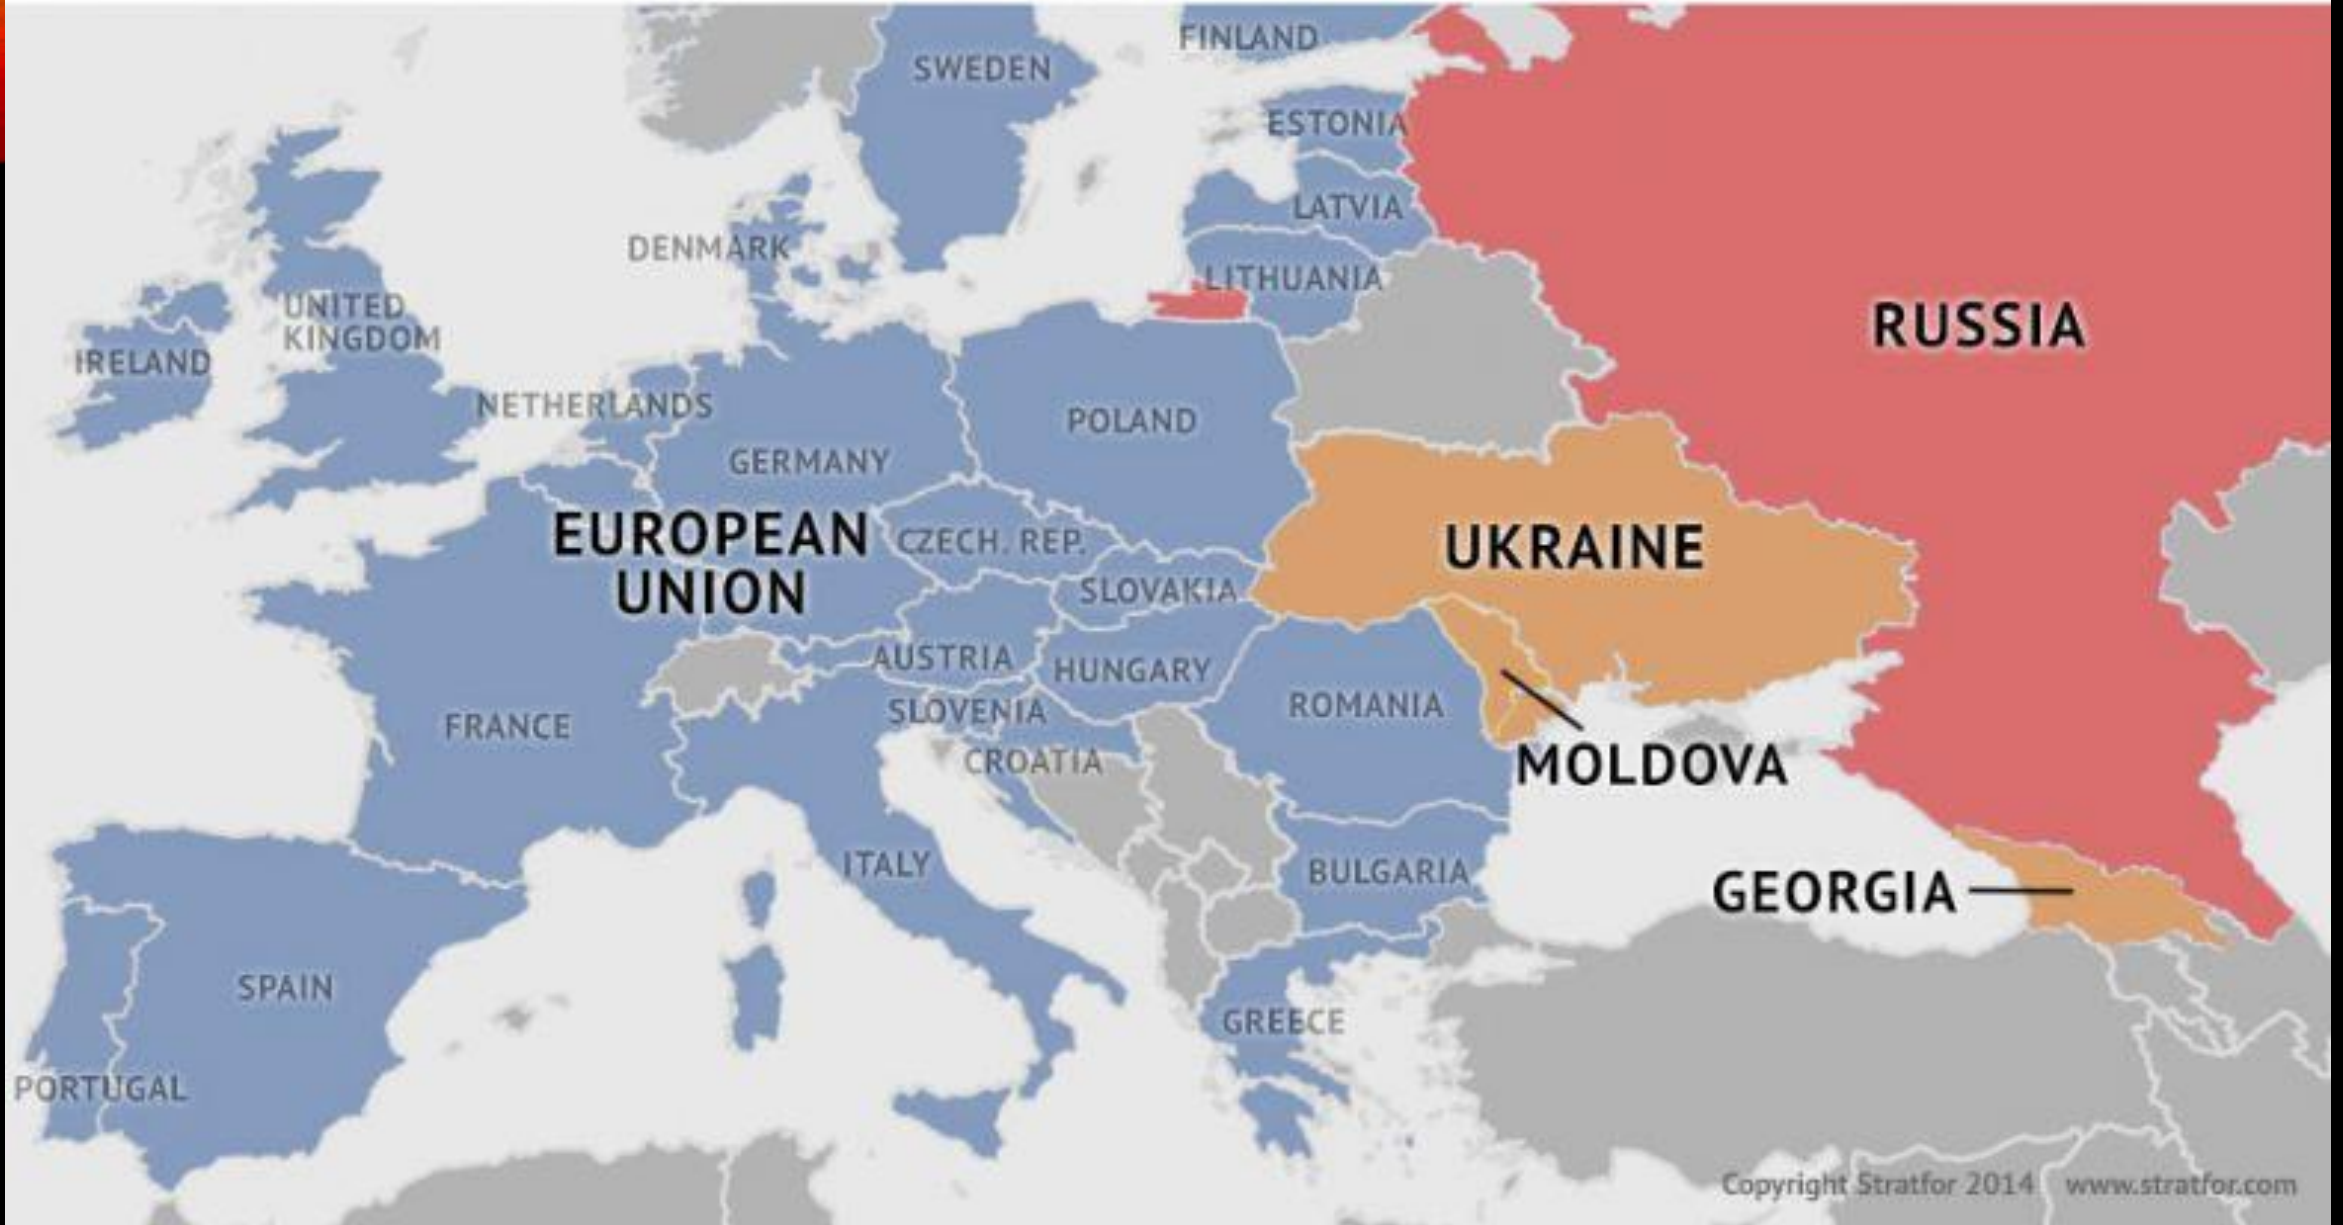 FINLAND
SWEDEN
ESTONIA
LATVIA
DENMARK
LITHUANIA
UNITED
KINGDOM
RUSSIA
IRELAND
NETHERLANDS
POLAND
GERMANY
EUROPEAN
UNION
CZECH. REP.
UKRAINE
SLOVAKIA
AUSTRIA
HUNGARY
SLOVENIA
ROMANIA
FRANCE
CROATIA
MOLDOVA
ITALY
BULGARIA
GEORGIA
SPAIN
GREECE
PORTUGAL
Copyright Stratfor 2014 www.stratfor.com